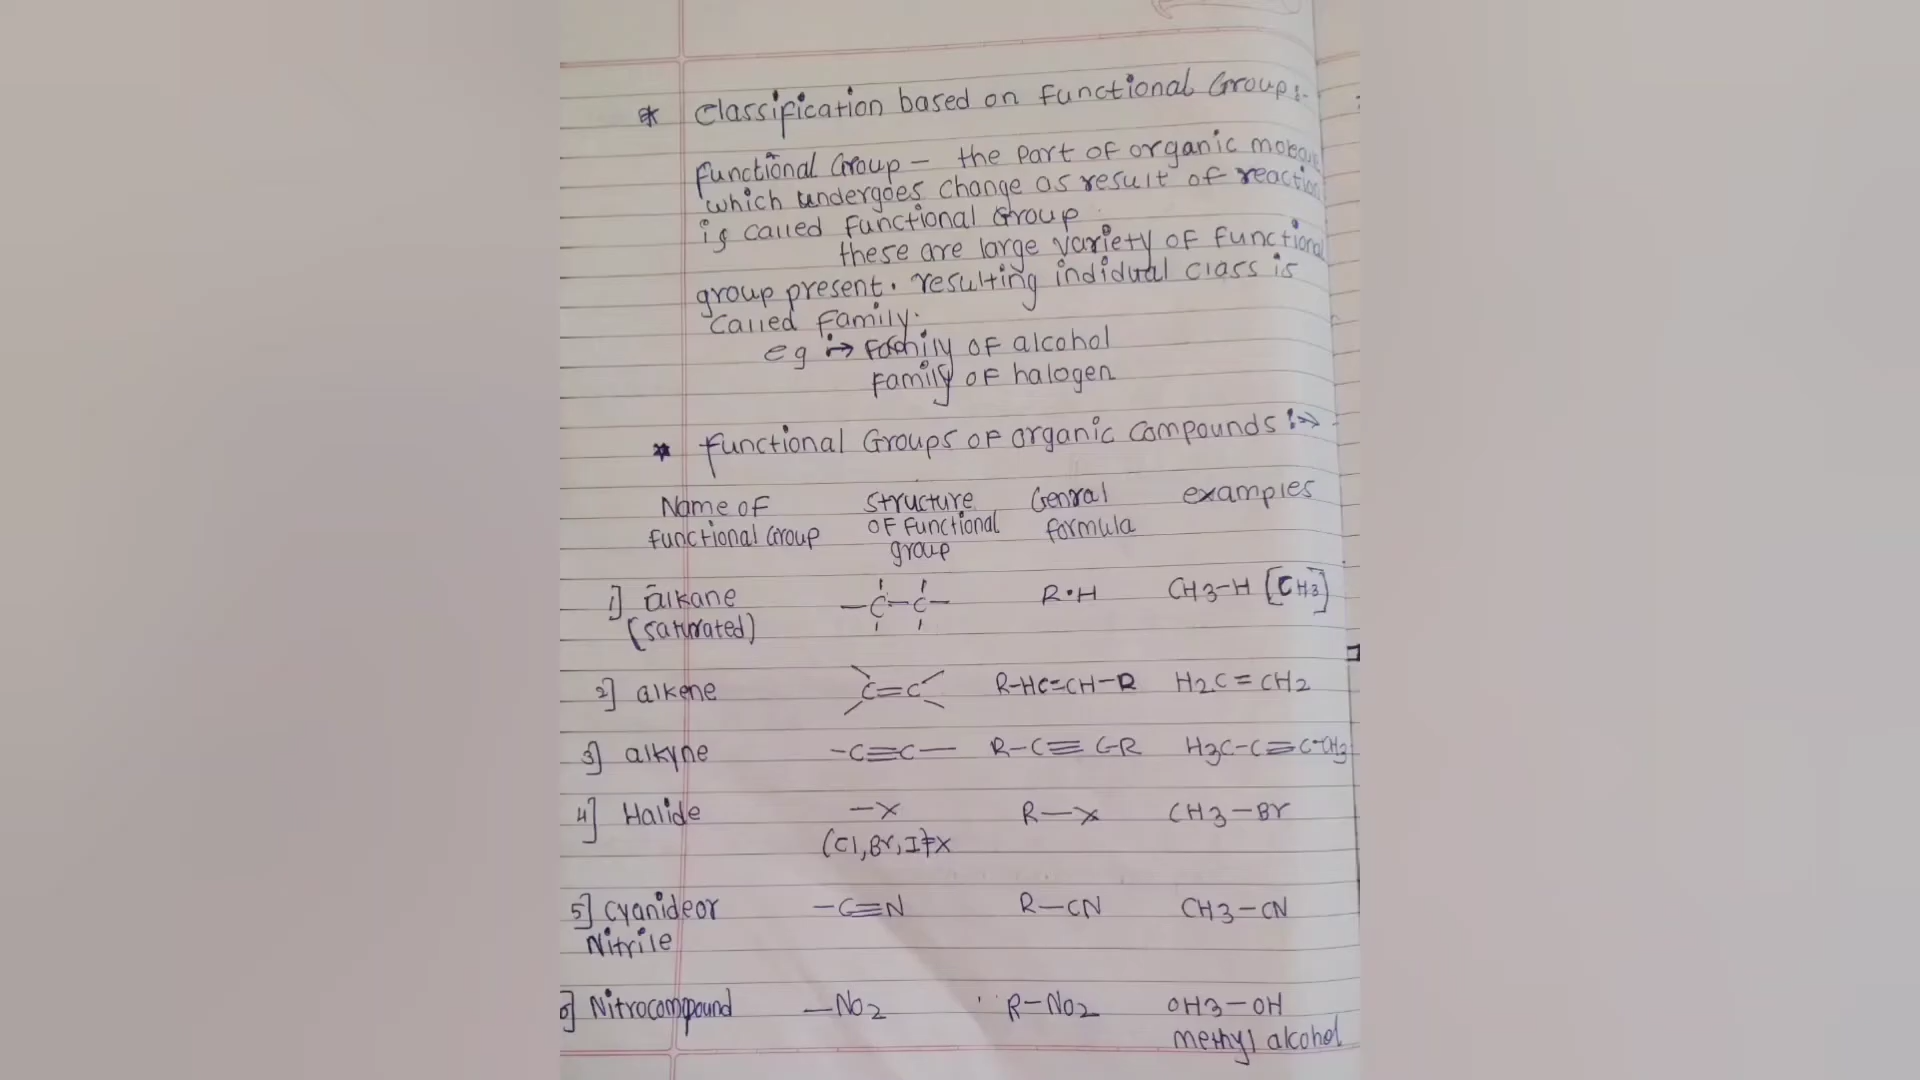 * Classification based on functional Group:-
functional Group - the part of organic
which undergoes change as result of reaction
is called functional Group
these are large variety of functional
group present. resulting individual class is
called family.
eg :→ family of alcohol
family of halogen
* functional Groups of organic compounds :→
Name of functional Group Structure of functional group Genral formula examples
1] alkane (saturated) -C-C- R•H CH3-H [CH3]
2] alkene C=C R-HC=CH-R H2C=CH2
3] alkyne -C≡C- R-C≡C-R H3C-C≡C-CH3
4] Halide -X R-X CH3-Br
(Cl,Br,I)=X
5] cyanide or Nitrile -C≡N R-CN CH3-CN
6] Nitrocompound -NO2 R-NO2 OH3-OH
methyl alcohol